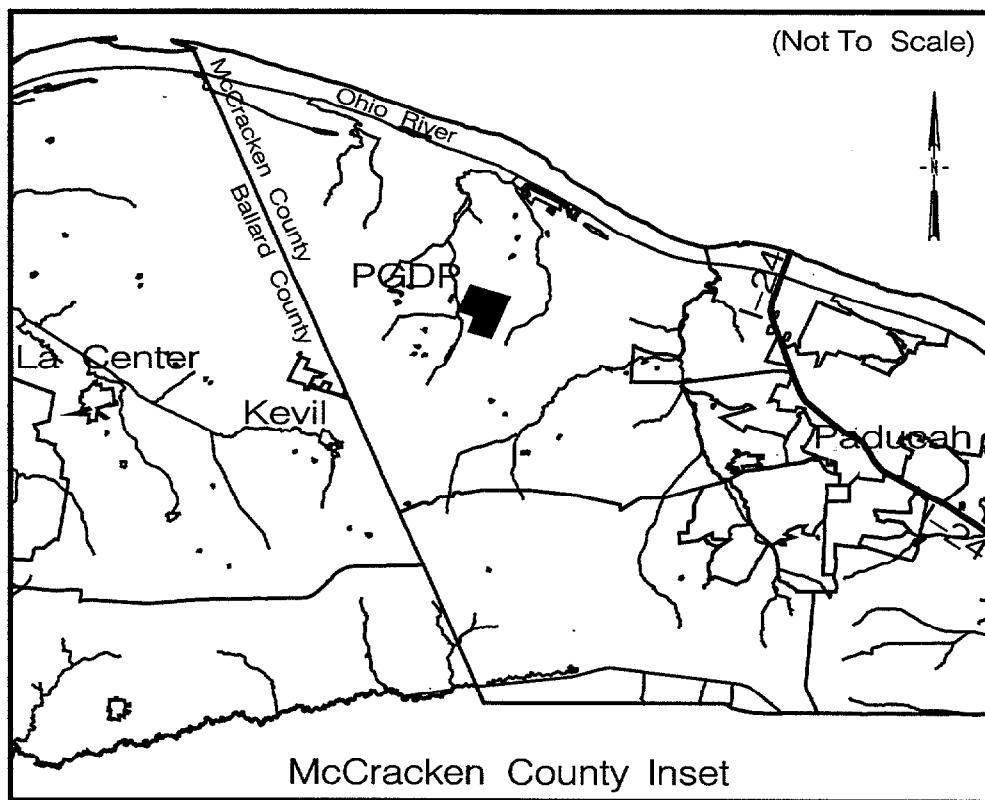 (Not To Scale)
Ohio River
McCracken County
Ballard County
N
PGDP
I-24
La Center
Kevil
Paducah
I-24
McCracken County Inset